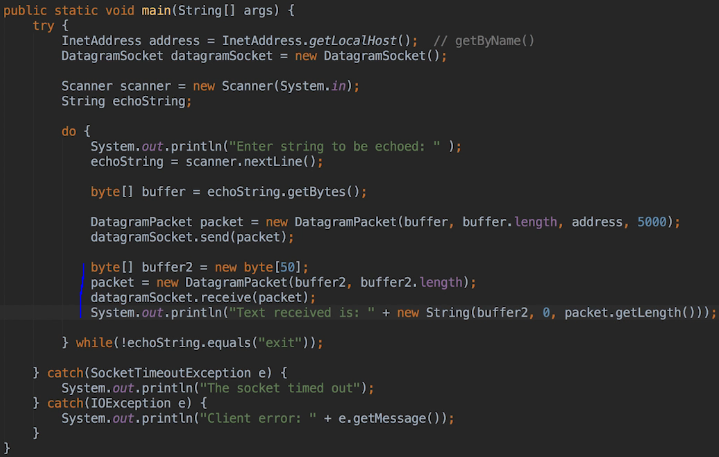 public static void main(String[] args) {
    try {
        InetAddress address = InetAddress.getLocalHost();  // getByName()
        DatagramSocket datagramSocket = new DatagramSocket();

        Scanner scanner = new Scanner(System.in);
        String echoString;

        do {
            System.out.println("Enter string to be echoed: " );
            echoString = scanner.nextLine();

            byte[] buffer = echoString.getBytes();

            DatagramPacket packet = new DatagramPacket(buffer, buffer.length, address, 5000);
            datagramSocket.send(packet);

            byte[] buffer2 = new byte[50];
            packet = new DatagramPacket(buffer2, buffer2.length);
            datagramSocket.receive(packet);
            System.out.println("Text received is: " + new String(buffer2, 0, packet.getLength()));

        } while(!echoString.equals("exit"));

    } catch(SocketTimeoutException e) {
        System.out.println("The socket timed out");
    } catch(IOException e) {
        System.out.println("Client error: " + e.getMessage());
    }
}